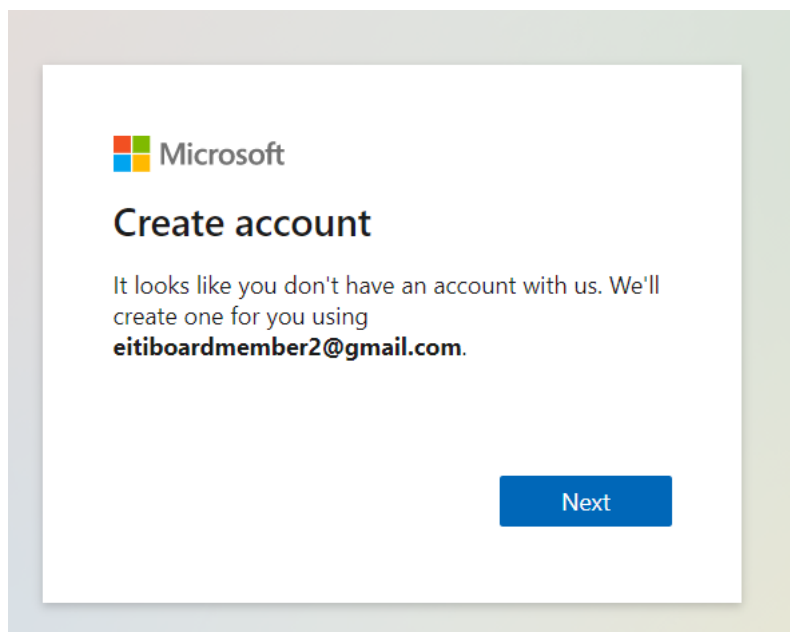 Microsoft
Create account
It looks like you don't have an account with us. We'll
create one for you using
eitiboardmember2@gmail.com.
Next